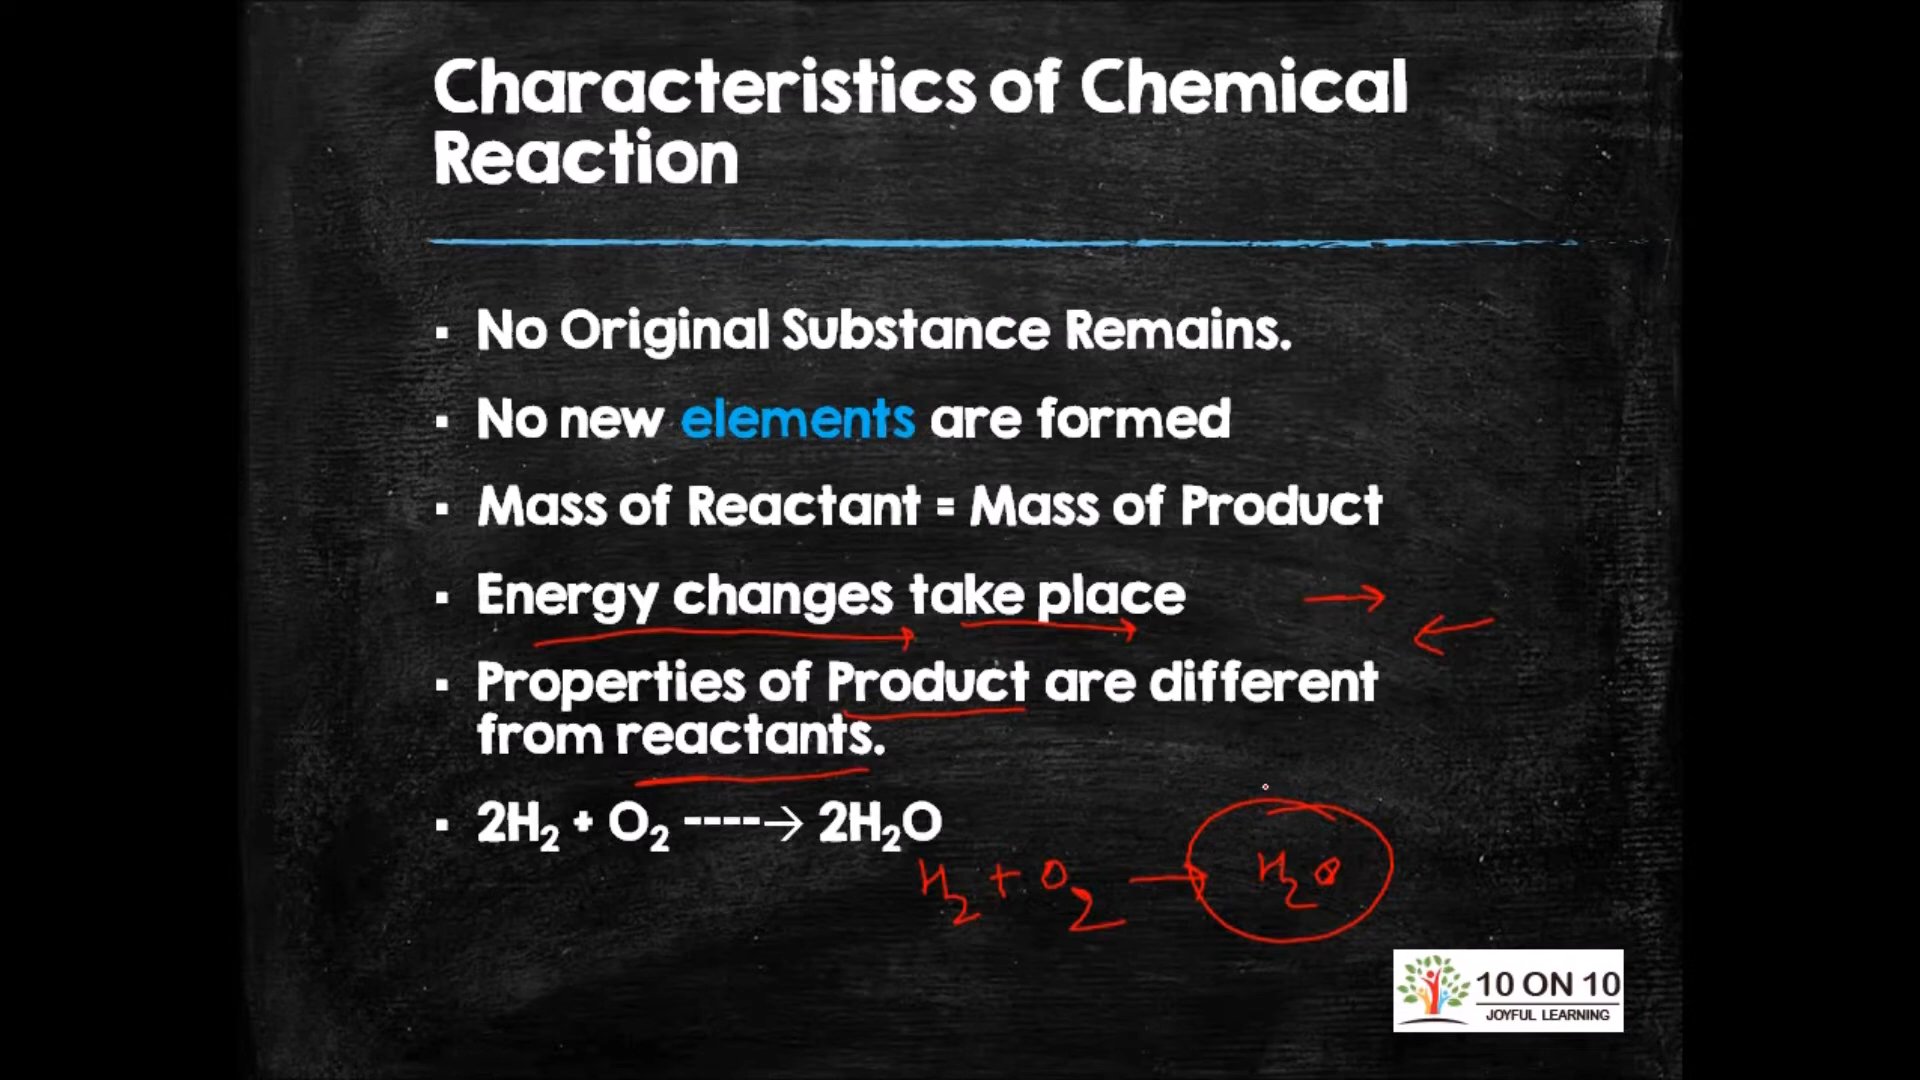 Characteristics of Chemical
Reaction
▪ No Original Substance Remains.
▪ No new elements are formed
▪ Mass of Reactant = Mass of Product
▪ Energy changes take place
▪ Properties of Product are different
from reactants.
▪ 2H₂ + O₂ ----→ 2H₂O
H₂ + O₂ → H₂O
10 ON 10
JOYFUL LEARNING